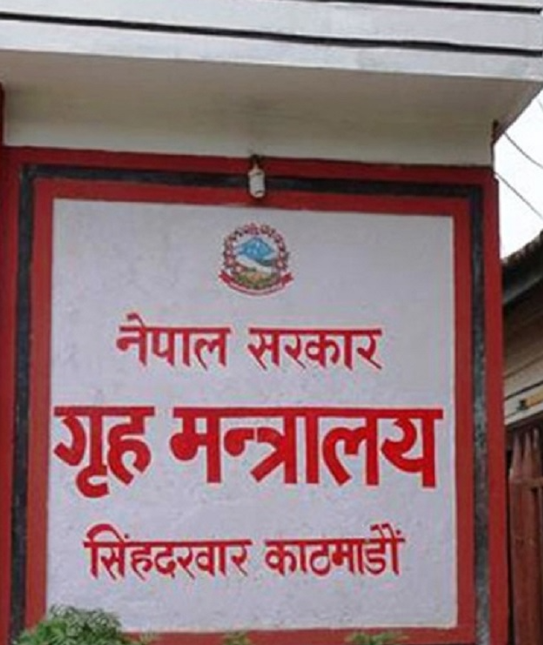 नेपाल सरकार
गृह मन्त्रालय
सिंहदरवार काठमाडौं